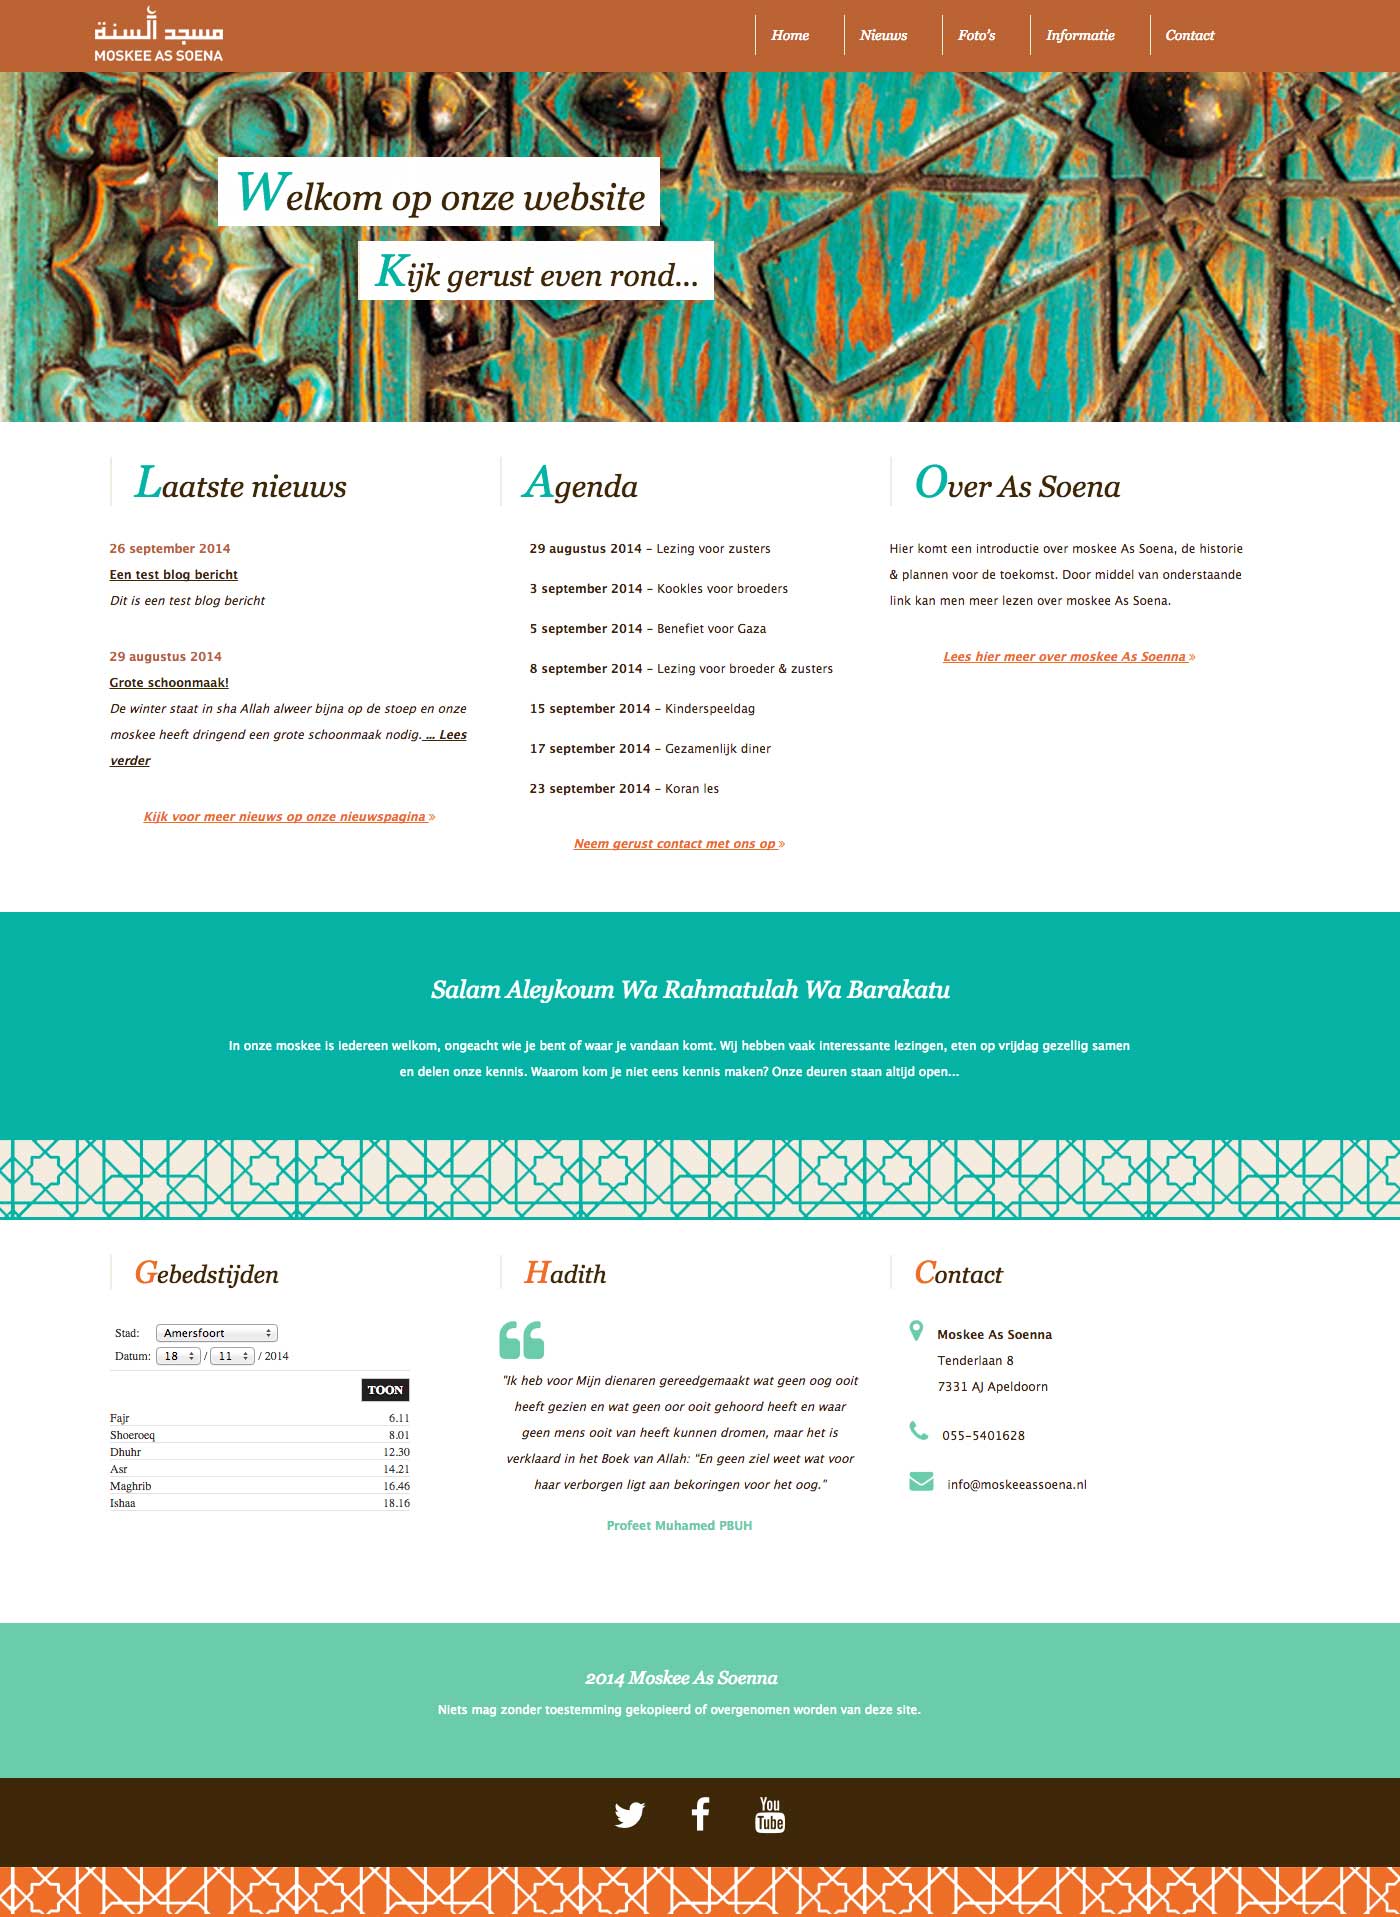 مسجد السنة
MOSKEE AS SOENA
Home
Nieuws
Foto's
Informatie
Contact
Welkom op onze website
Kijk gerust even rond...
Laatste nieuws
26 september 2014
Een test blog bericht
Dit is een test blog bericht
29 augustus 2014
Grote schoonmaak!
De winter staat in sha Allah alweer bijna op de stoep en onze
moskee heeft dringend een grote schoonmaak nodig. ... Lees
verder
Kijk voor meer nieuws op onze nieuwspagina »
Agenda
29 augustus 2014 – Lezing voor zusters
3 september 2014 – Kookles voor broeders
5 september 2014 – Benefiet voor Gaza
8 september 2014 – Lezing voor broeder & zusters
15 september 2014 – Kinderspeeldag
17 september 2014 – Gezamenlijk diner
23 september 2014 – Koran les
Neem gerust contact met ons op »
Over As Soena
Hier komt een introductie over moskee As Soena, de historie
& plannen voor de toekomst. Door middel van onderstaande
link kan men meer lezen over moskee As Soena.
Lees hier meer over moskee As Soenna »
Salam Aleykoum Wa Rahmatulah Wa Barakatu
In onze moskee is iedereen welkom, ongeacht wie je bent of waar je vandaan komt. Wij hebben vaak interessante lezingen, eten op vrijdag gezellig samen
en delen onze kennis. Waarom kom je niet eens kennis maken? Onze deuren staan altijd open...
Gebedstijden
Stad: Amersfoort
Datum: 18 / 11 / 2014
TOON
Fajr 6.11
Shoeroeq 8.01
Dhuhr 12.30
Asr 14.21
Maghrib 16.46
Ishaa 18.16
Hadith
"Ik heb voor Mijn dienaren gereedgemaakt wat geen oog ooit
heeft gezien en wat geen oor ooit gehoord heeft en waar
geen mens ooit van heeft kunnen dromen, maar het is
verklaard in het Boek van Allah: "En geen ziel weet wat voor
haar verborgen ligt aan bekoringen voor het oog."
Profeet Muhamed PBUH
Contact
Moskee As Soenna
Tenderlaan 8
7331 AJ Apeldoorn
055-5401628
info@moskeeassoena.nl
2014 Moskee As Soenna
Niets mag zonder toestemming gekopieerd of overgenomen worden van deze site.
You
Tube